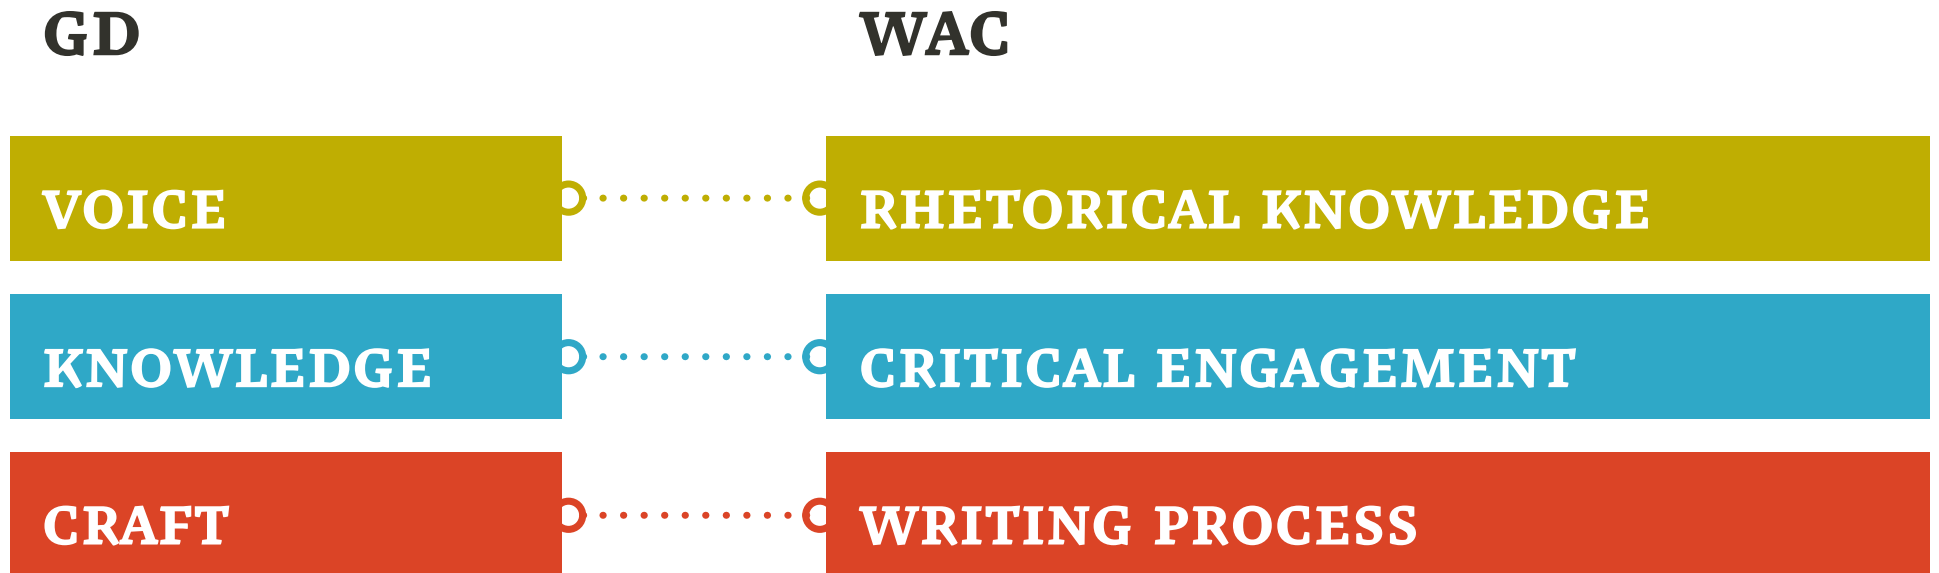 GD WAC
VOICE RHETORICAL KNOWLEDGE
KNOWLEDGE CRITICAL ENGAGEMENT
CRAFT WRITING PROCESS